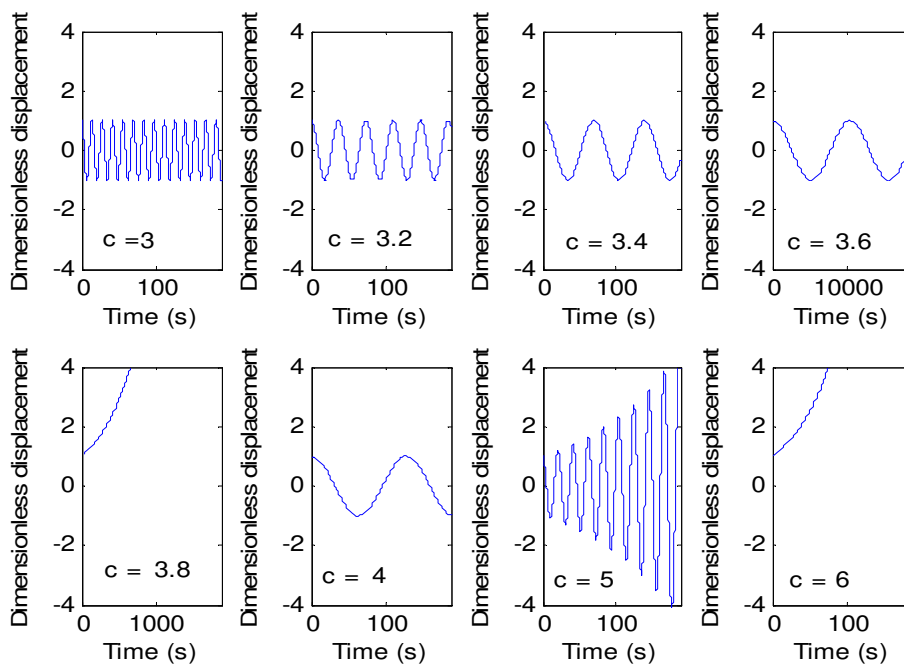 Dimensionless displacement
4
2
0
-2
-4
c =3
0
100
Time (s)
Dimensionless displacement
4
2
0
-2
-4
c = 3.2
0
100
Time (s)
Dimensionless displacement
4
2
0
-2
-4
c = 3.4
0
100
Time (s)
Dimensionless displacement
4
2
0
-2
-4
c = 3.6
0
10000
Time (s)
Dimensionless displacement
4
2
0
-2
-4
c = 3.8
0
1000
Time (s)
Dimensionless displacement
4
2
0
-2
-4
c = 4
0
100
Time (s)
Dimensionless displacement
4
2
0
-2
-4
c = 5
0
100
Time (s)
Dimensionless displacement
4
2
0
-2
-4
c = 6
0
100
Time (s)